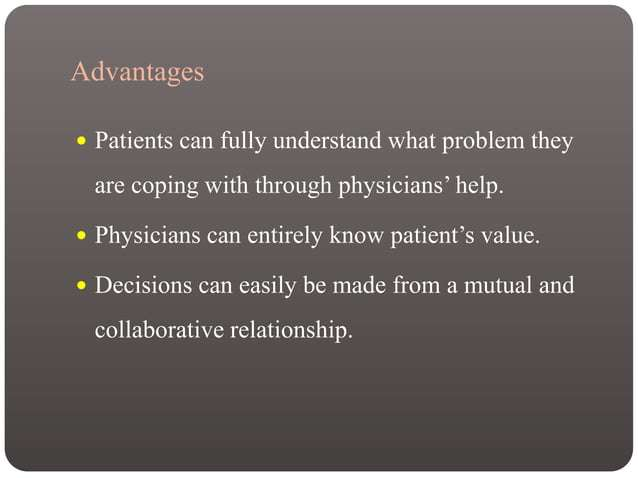 Advantages
• Patients can fully understand what problem they
are coping with through physicians’ help.
• Physicians can entirely know patient’s value.
• Decisions can easily be made from a mutual and
collaborative relationship.